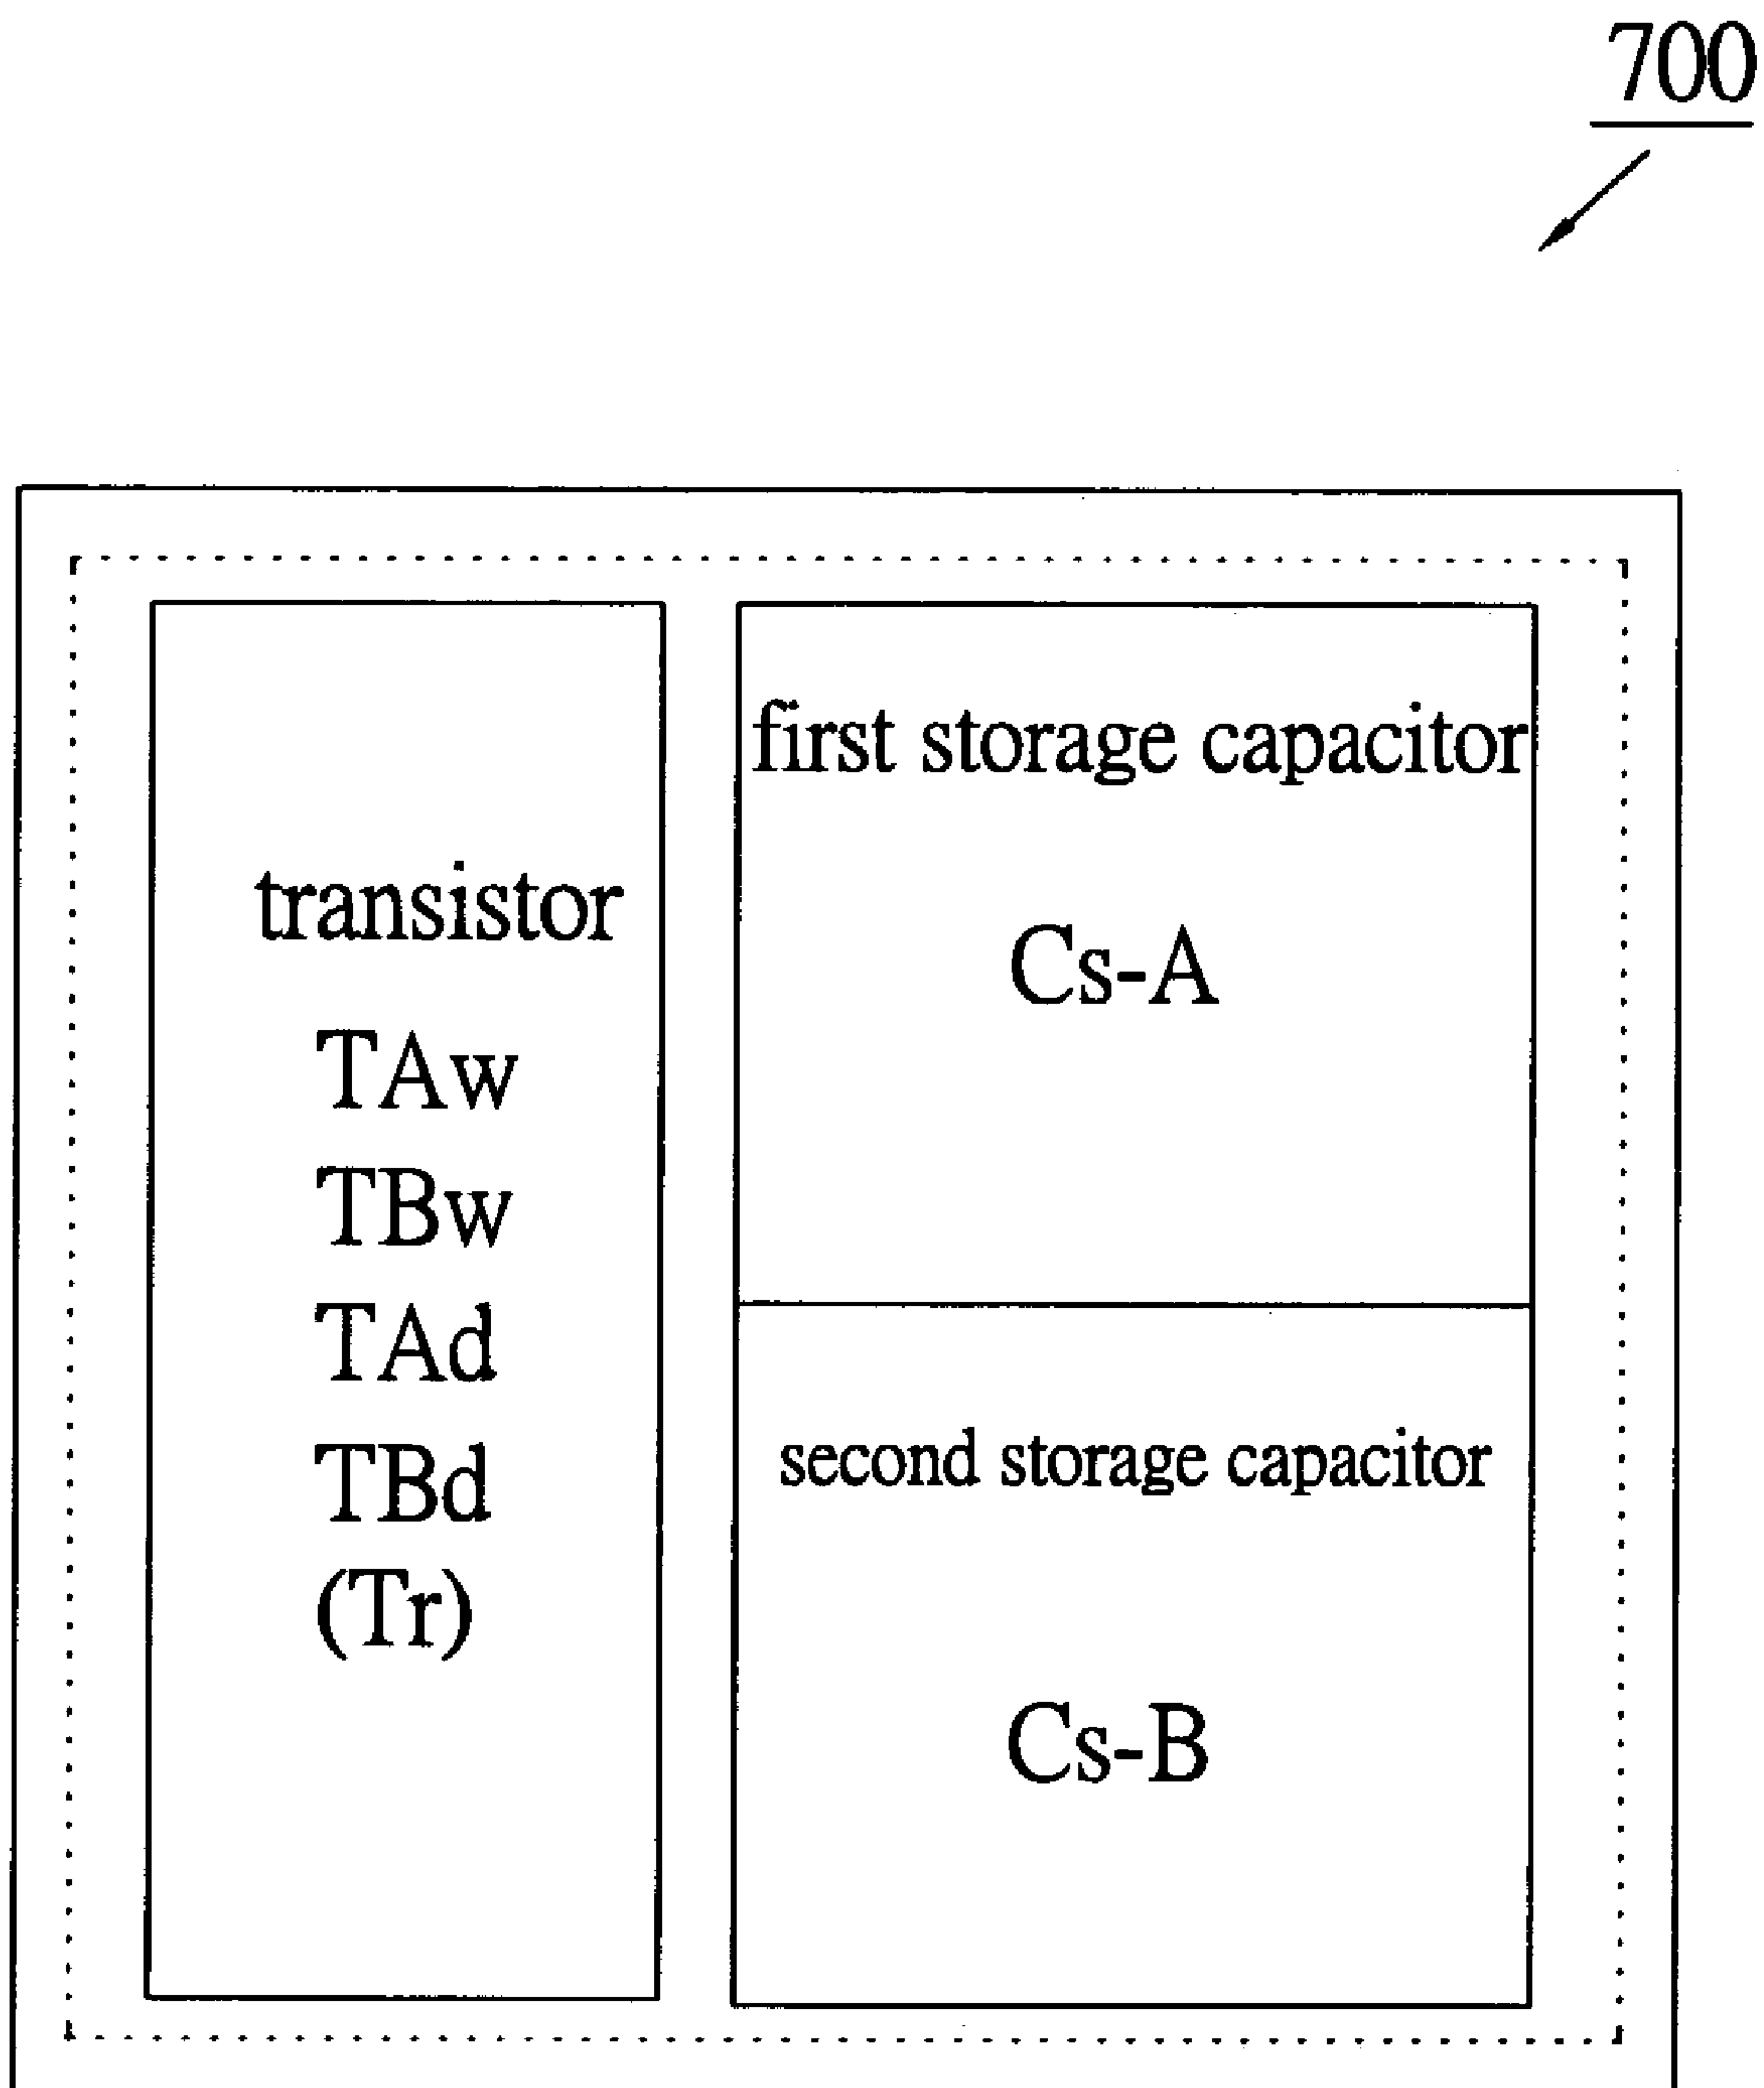 700
transistor
TAw
TBw
TAd
TBd
(Tr)
first storage capacitor
Cs-A
second storage capacitor
Cs-B